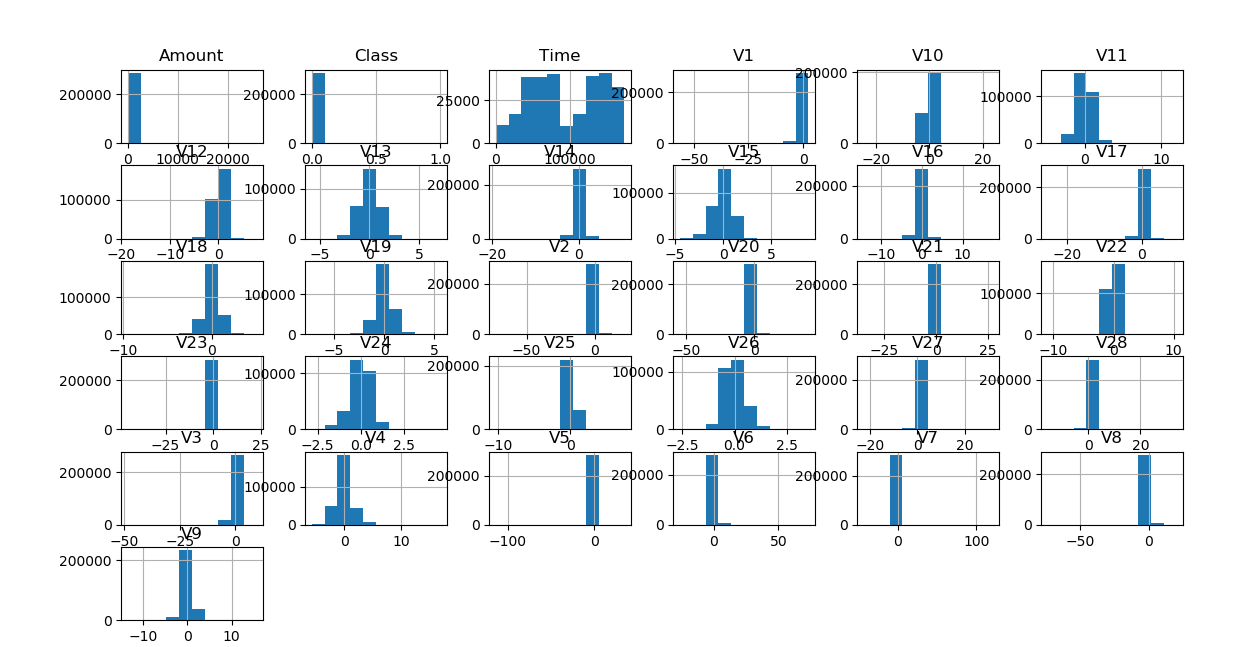 Amount Class Time V1 V10 V11
200000 200000 25000 200000 200000 100000
0 0 0 0 0 0
0 10000 20000 0.0 0.5 1.0 0 100000 −50 −25 0 −20 0 20 0 10
V12 V13 V14 V15 V16 V17
100000 100000 200000 100000 200000 200000
0 0 0 0 0 0
−20 −10 0 −5 0 5 −20 0 −5 0 5 −10 0 10 −20 0
V18 V19 V2 V20 V21 V22
100000 100000 200000 200000 200000 100000
0 0 0 0 0 0
−10 0 −5 0 5 −50 0 −50 0 −25 0 25 −10 0 10
V23 V24 V25 V26 V27 V28
200000 100000 200000 100000 200000 200000
0 0 0 0 0 0
−25 0 25 −2.5 0.0 2.5 −10 0 −2.5 0.0 2.5 −20 0 20 0 20
V3 V4 V5 V6 V7 V8
200000 100000 200000 200000 200000 200000
0 0 0 0 0 0
−50 −25 0 0 10 −100 0 0 50 0 100 −50 0
V9
200000
0
−10 0 10